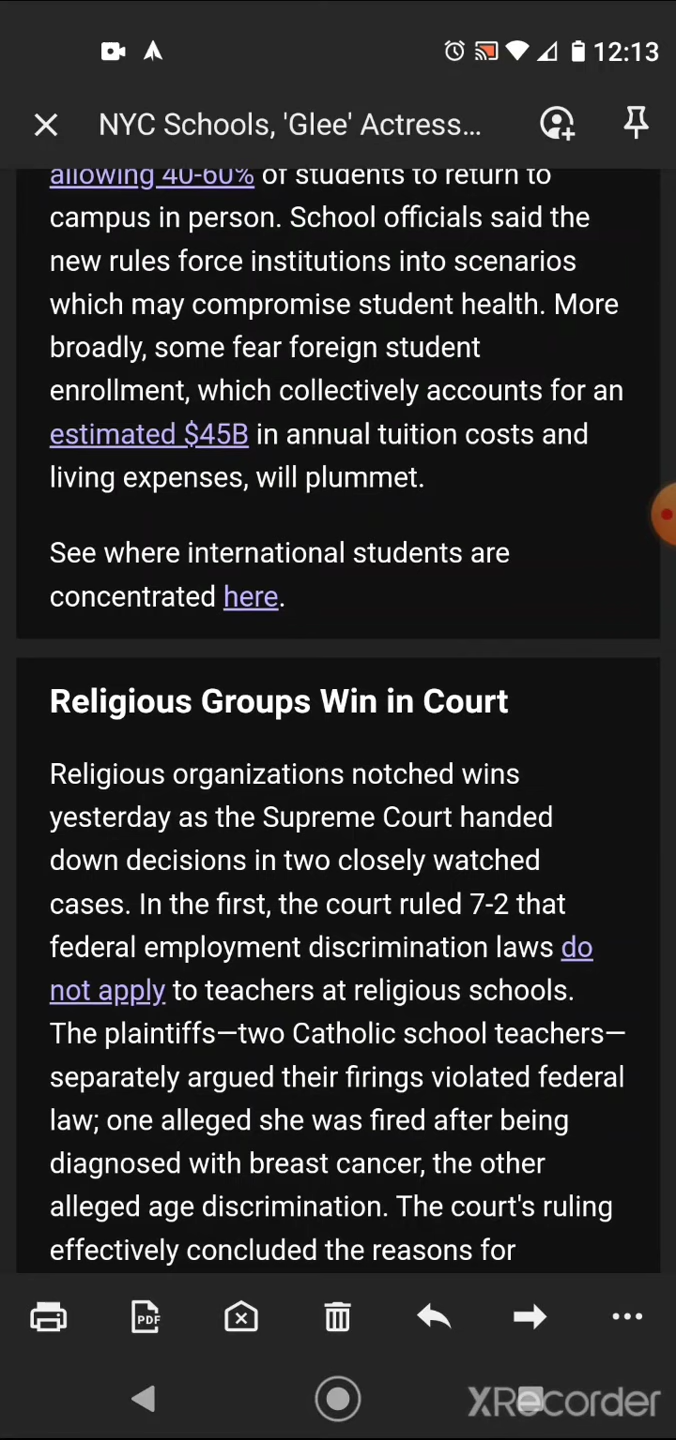 12:13
NYC Schools, 'Glee' Actress...
allowing 40-60% of students to return to
campus in person. School officials said the
new rules force institutions into scenarios
which may compromise student health. More
broadly, some fear foreign student
enrollment, which collectively accounts for an
estimated $45B in annual tuition costs and
living expenses, will plummet.
See where international students are
concentrated here.
Religious Groups Win in Court
Religious organizations notched wins
yesterday as the Supreme Court handed
down decisions in two closely watched
cases. In the first, the court ruled 7-2 that
federal employment discrimination laws do
not apply to teachers at religious schools.
The plaintiffs—two Catholic school teachers—
separately argued their firings violated federal
law; one alleged she was fired after being
diagnosed with breast cancer, the other
alleged age discrimination. The court's ruling
effectively concluded the reasons for
PDF
XRecorder